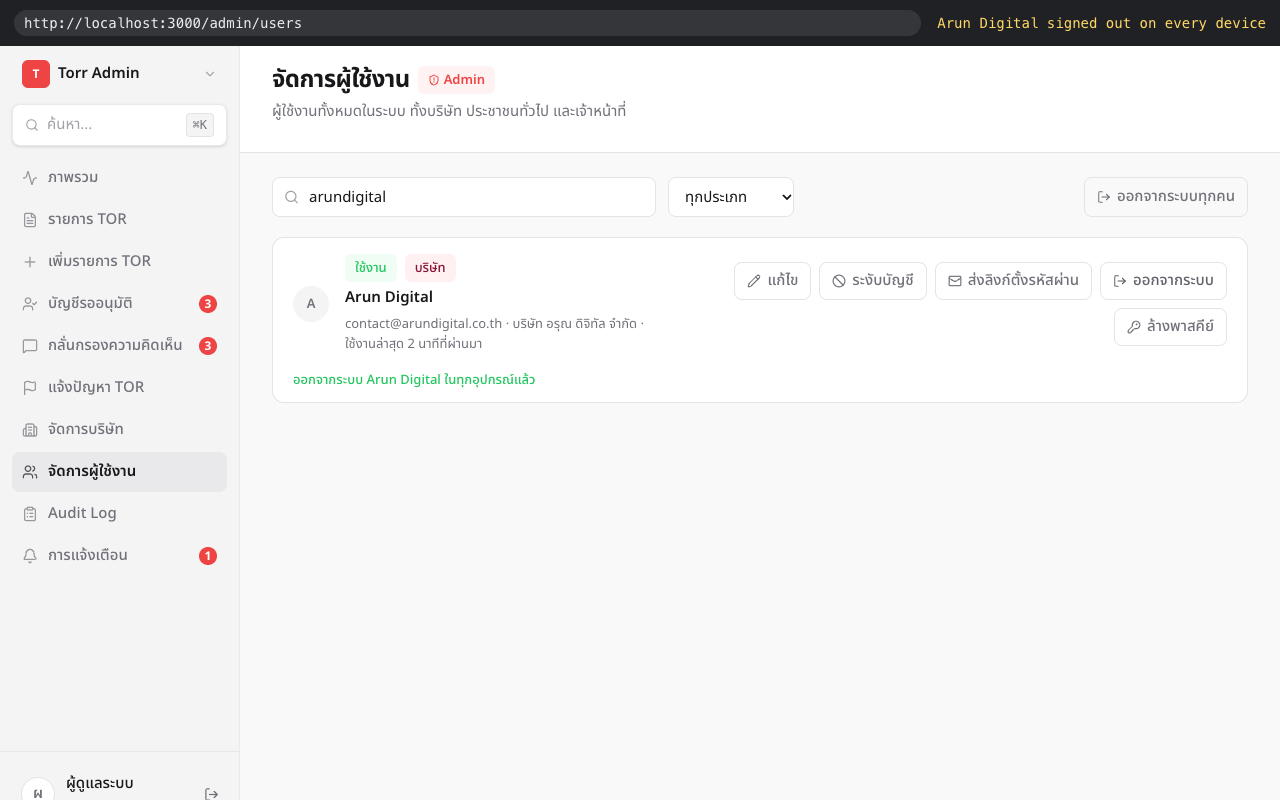 http://localhost:3000/admin/users
Arun Digital signed out on every device
T
Torr Admin
ค้นหา...
⌘K
ภาพรวม
รายการ TOR
เพิ่มรายการ TOR
บัญชีรออนุมัติ
3
กลั่นกรองความคิดเห็น
3
แจ้งปัญหา TOR
จัดการบริษัท
จัดการผู้ใช้งาน
Audit Log
การแจ้งเตือน
1
ผ
ผู้ดูแลระบบ
จัดการผู้ใช้งาน
Admin
ผู้ใช้งานทั้งหมดในระบบ ทั้งบริษัท ประชาชนทั่วไป และเจ้าหน้าที่
arundigital
ทุกประเภท
ออกจากระบบทุกคน
A
ใช้งาน
บริษัท
Arun Digital
contact@arundigital.co.th · บริษัท อรุณ ดิจิทัล จำกัด ·
ใช้งานล่าสุด 2 นาทีที่ผ่านมา
แก้ไข
ระงับบัญชี
ส่งลิงก์ตั้งรหัสผ่าน
ออกจากระบบ
ล้างพาสคีย์
ออกจากระบบ Arun Digital ในทุกอุปกรณ์แล้ว